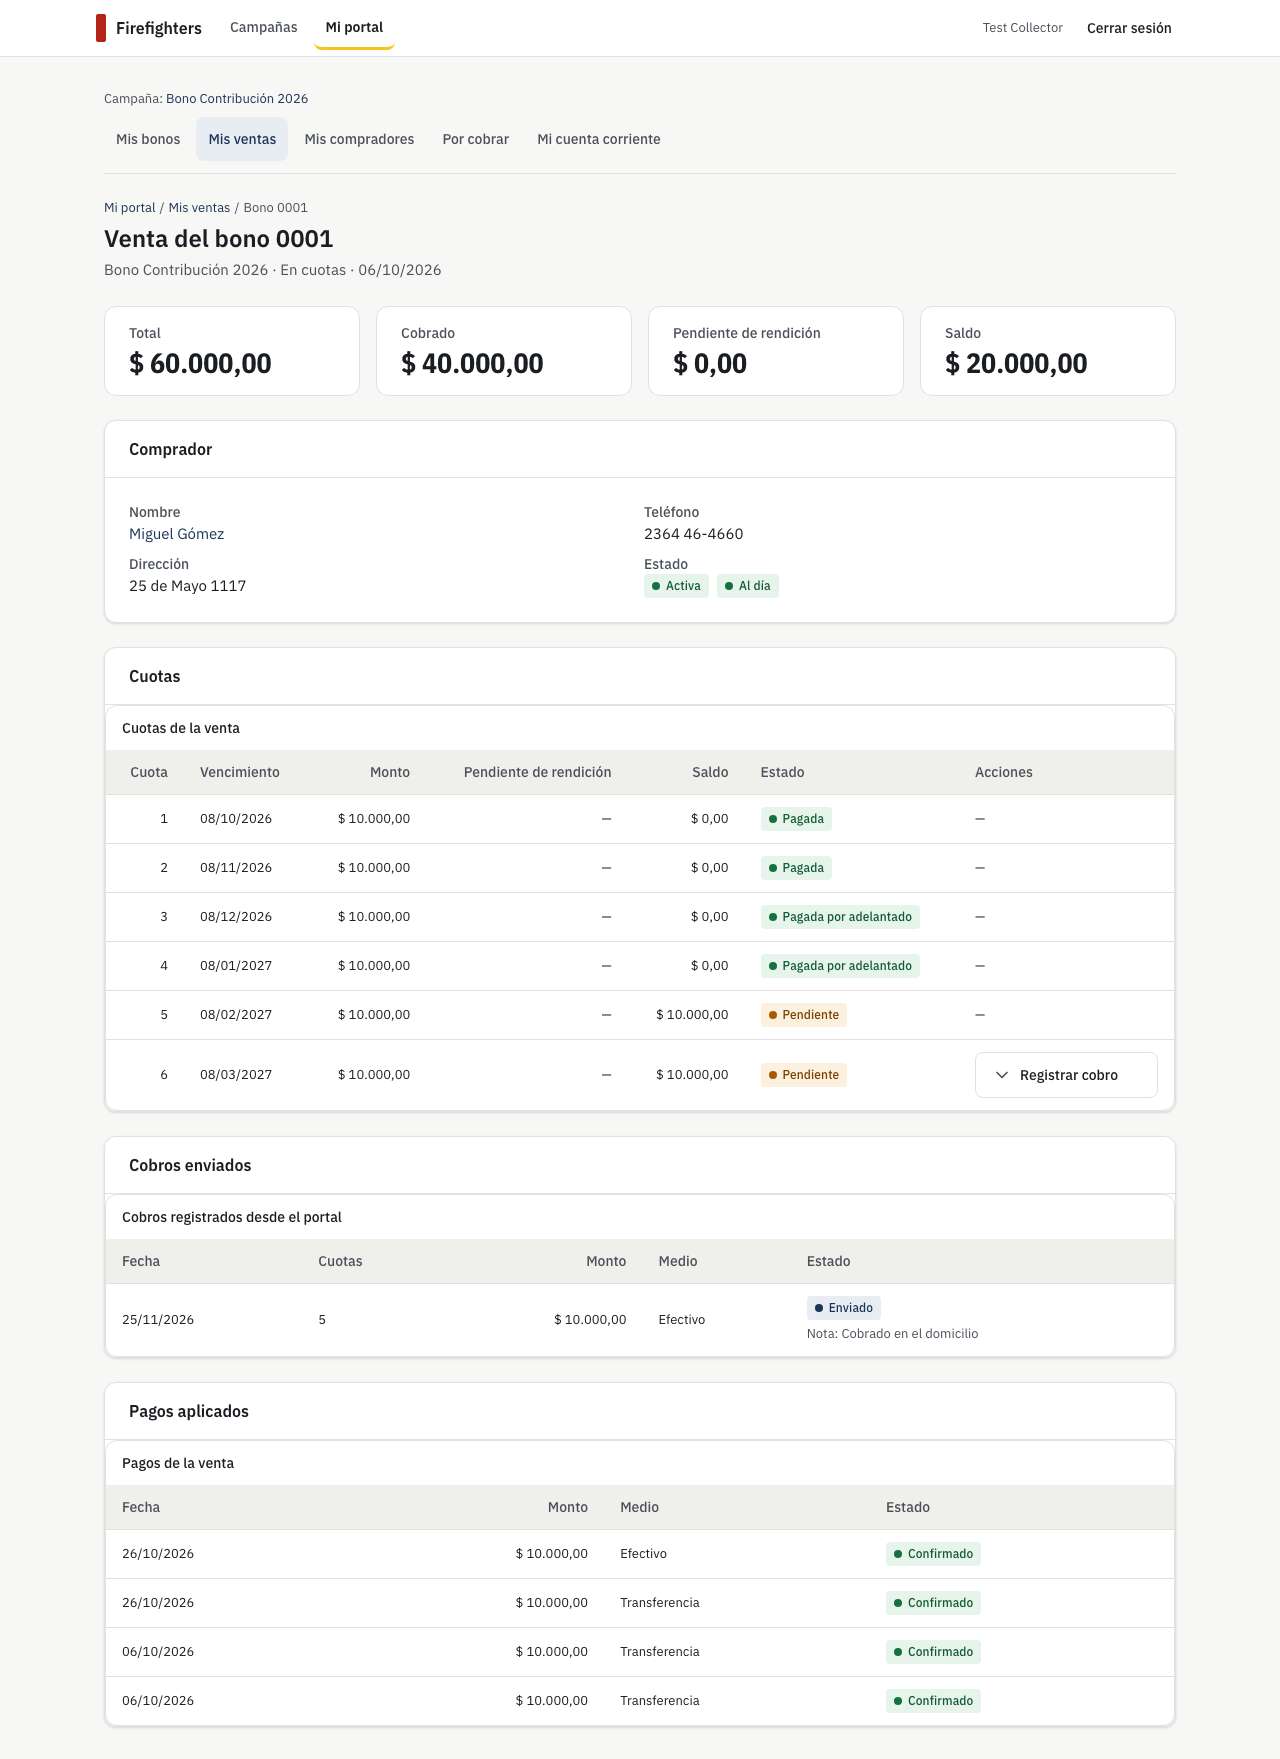 Firefighters Campañas Mi portal Test Collector Cerrar sesión
Campaña: Bono Contribución 2026
Mis bonos Mis ventas Mis compradores Por cobrar Mi cuenta corriente
Mi portal / Mis ventas / Bono 0001
Venta del bono 0001
Bono Contribución 2026 · En cuotas · 06/10/2026
Total Cobrado Pendiente de rendición Saldo
$ 60.000,00 $ 40.000,00 $ 0,00 $ 20.000,00
Comprador
Nombre Teléfono
Miguel Gómez 2364 46-4660
Dirección Estado
25 de Mayo 1117 Activa Al día
Cuotas
Cuotas de la venta
Cuota Vencimiento Monto Pendiente de rendición Saldo Estado Acciones
1 08/10/2026 $ 10.000,00 — $ 0,00 Pagada —
2 08/11/2026 $ 10.000,00 — $ 0,00 Pagada —
3 08/12/2026 $ 10.000,00 — $ 0,00 Pagada por adelantado —
4 08/01/2027 $ 10.000,00 — $ 0,00 Pagada por adelantado —
5 08/02/2027 $ 10.000,00 — $ 10.000,00 Pendiente —
6 08/03/2027 $ 10.000,00 — $ 10.000,00 Pendiente Registrar cobro
Cobros enviados
Cobros registrados desde el portal
Fecha Cuotas Monto Medio Estado
25/11/2026 5 $ 10.000,00 Efectivo Enviado
Nota: Cobrado en el domicilio
Pagos aplicados
Pagos de la venta
Fecha Monto Medio Estado
26/10/2026 $ 10.000,00 Efectivo Confirmado
26/10/2026 $ 10.000,00 Transferencia Confirmado
06/10/2026 $ 10.000,00 Transferencia Confirmado
06/10/2026 $ 10.000,00 Transferencia Confirmado